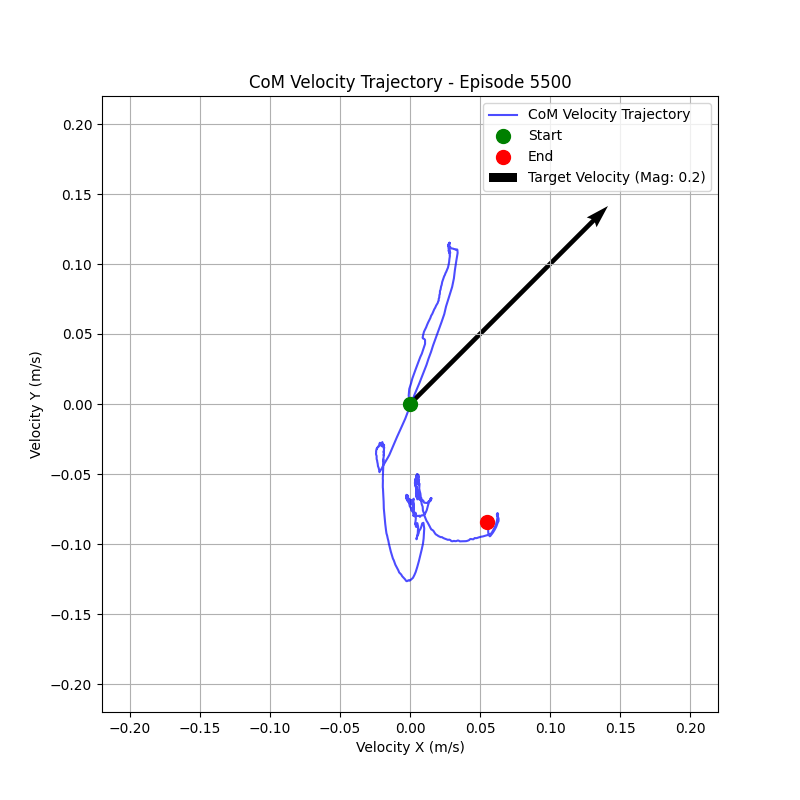 CoM Velocity Trajectory - Episode 5500
CoM Velocity Trajectory
Start
End
Target Velocity (Mag: 0.2)
0.20
0.15
0.10
0.05
0.00
−0.05
−0.10
−0.15
−0.20
Velocity Y (m/s)
−0.20 −0.15 −0.10 −0.05 0.00 0.05 0.10 0.15 0.20
Velocity X (m/s)